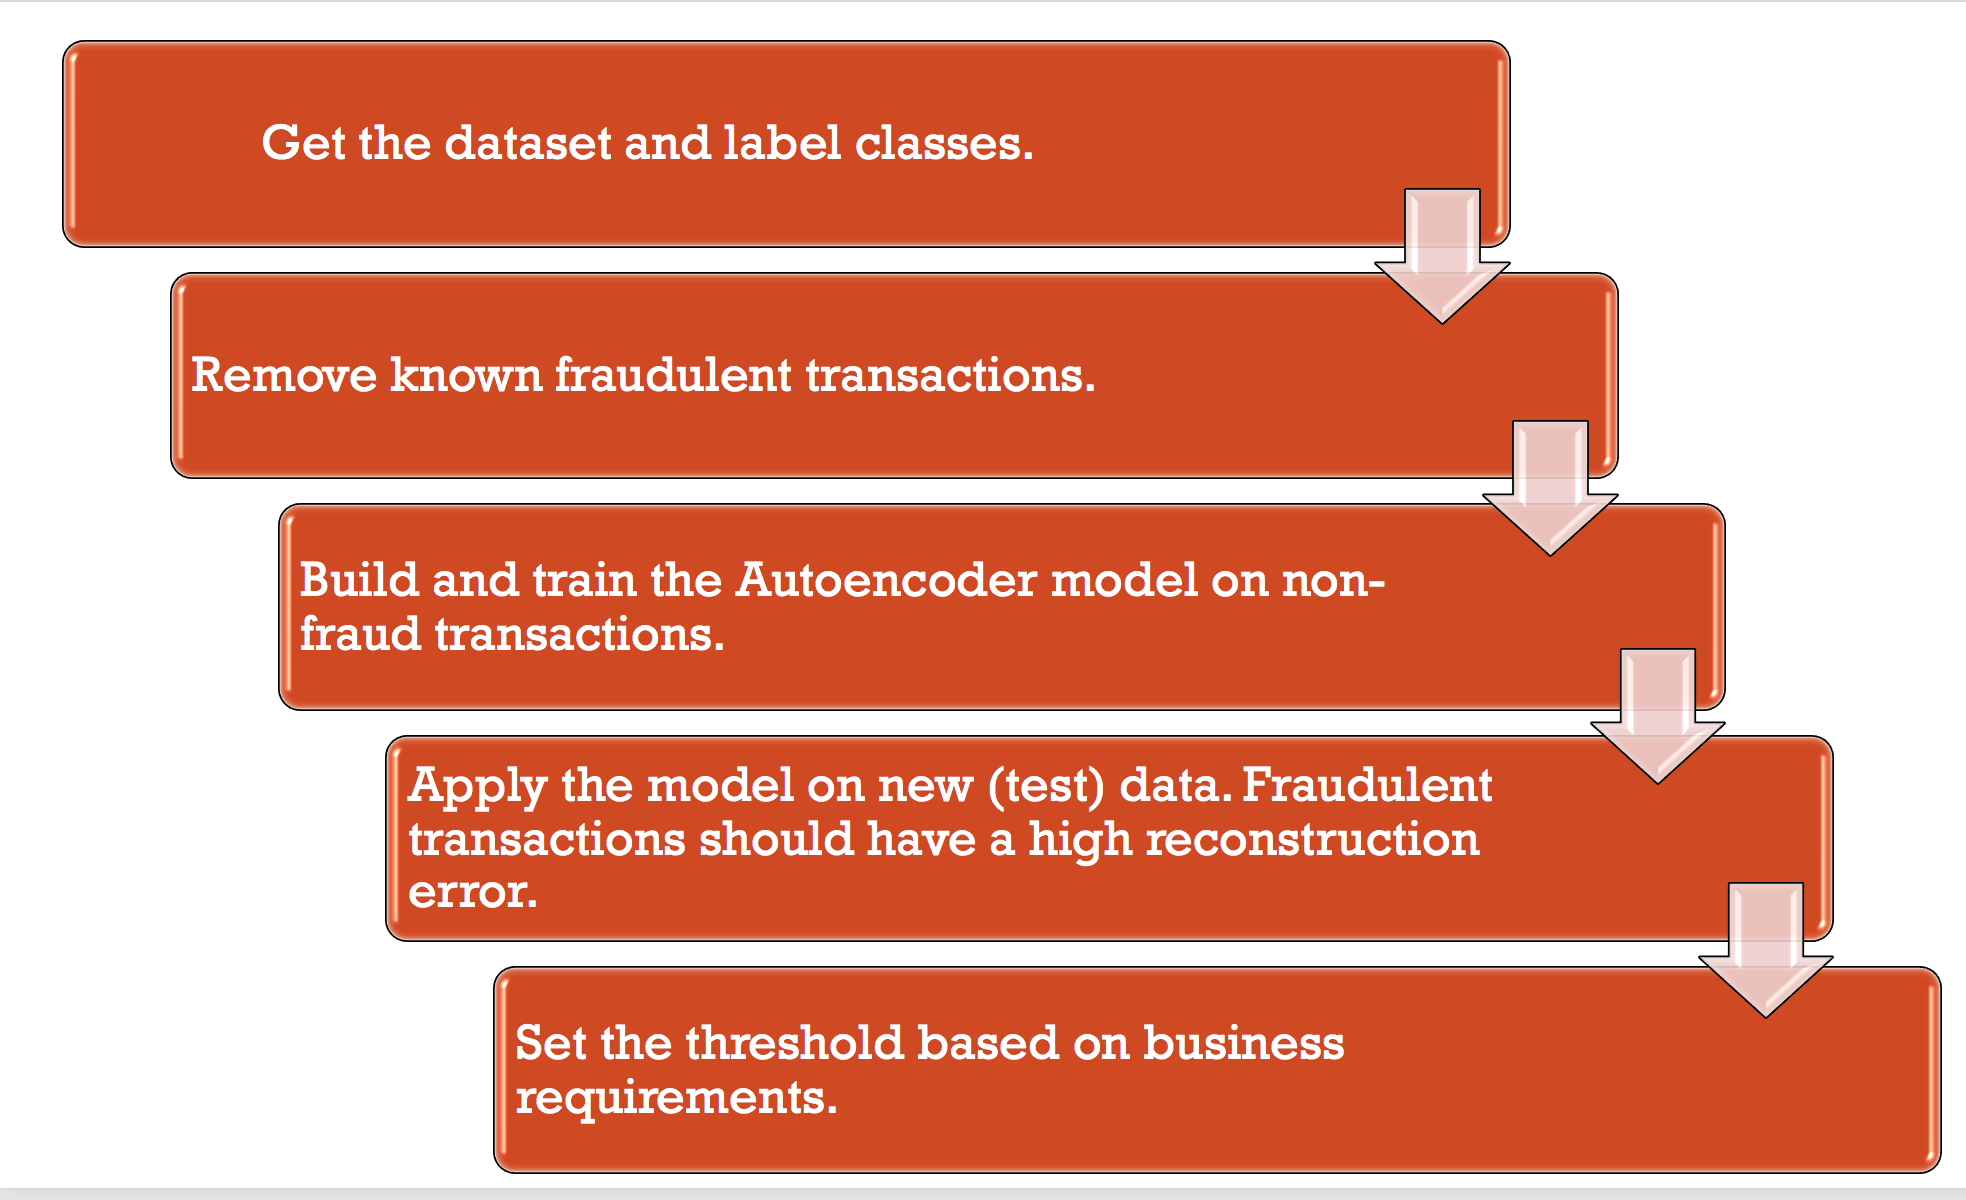 Get the dataset and label classes.
Remove known fraudulent transactions.
Build and train the Autoencoder model on non-
fraud transactions.
Apply the model on new (test) data. Fraudulent
transactions should have a high reconstruction
error.
Set the threshold based on business
requirements.